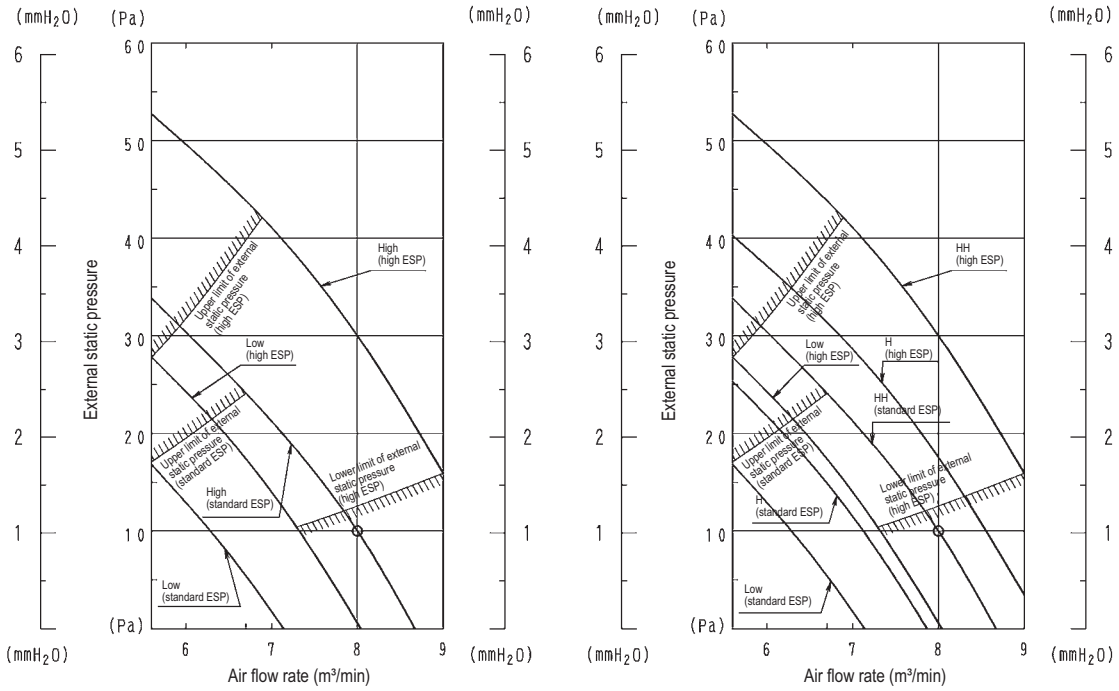 (mmH₂O)
(Pa)
(mmH₂O)
6
5
4
3
2
1
(mmH₂O)
External static pressure
60
50
40
30
20
10
(Pa)
High
(high ESP)
Upper limit of external
static pressure
(high ESP)
Low
(high ESP)
Upper limit of external
static pressure
(standard ESP)
High
(standard ESP)
Lower limit of external
static pressure
(high ESP)
Low
(standard ESP)
6
7
8
9
Air flow rate (m³/min)
6
5
4
3
2
1
(mmH₂O)
(mmH₂O)
(Pa)
(mmH₂O)
6
5
4
3
2
1
(mmH₂O)
External static pressure
60
50
40
30
20
10
(Pa)
HH
(high ESP)
Upper limit of external
static pressure
(high ESP)
Low
(high ESP)
H
(high ESP)
HH
(standard ESP)
Upper limit of external
static pressure
(standard ESP)
Lower limit of external
static pressure
(high ESP)
H
(standard ESP)
Low
(standard ESP)
6
7
8
9
Air flow rate (m³/min)
6
5
4
3
2
1
(mmH₂O)